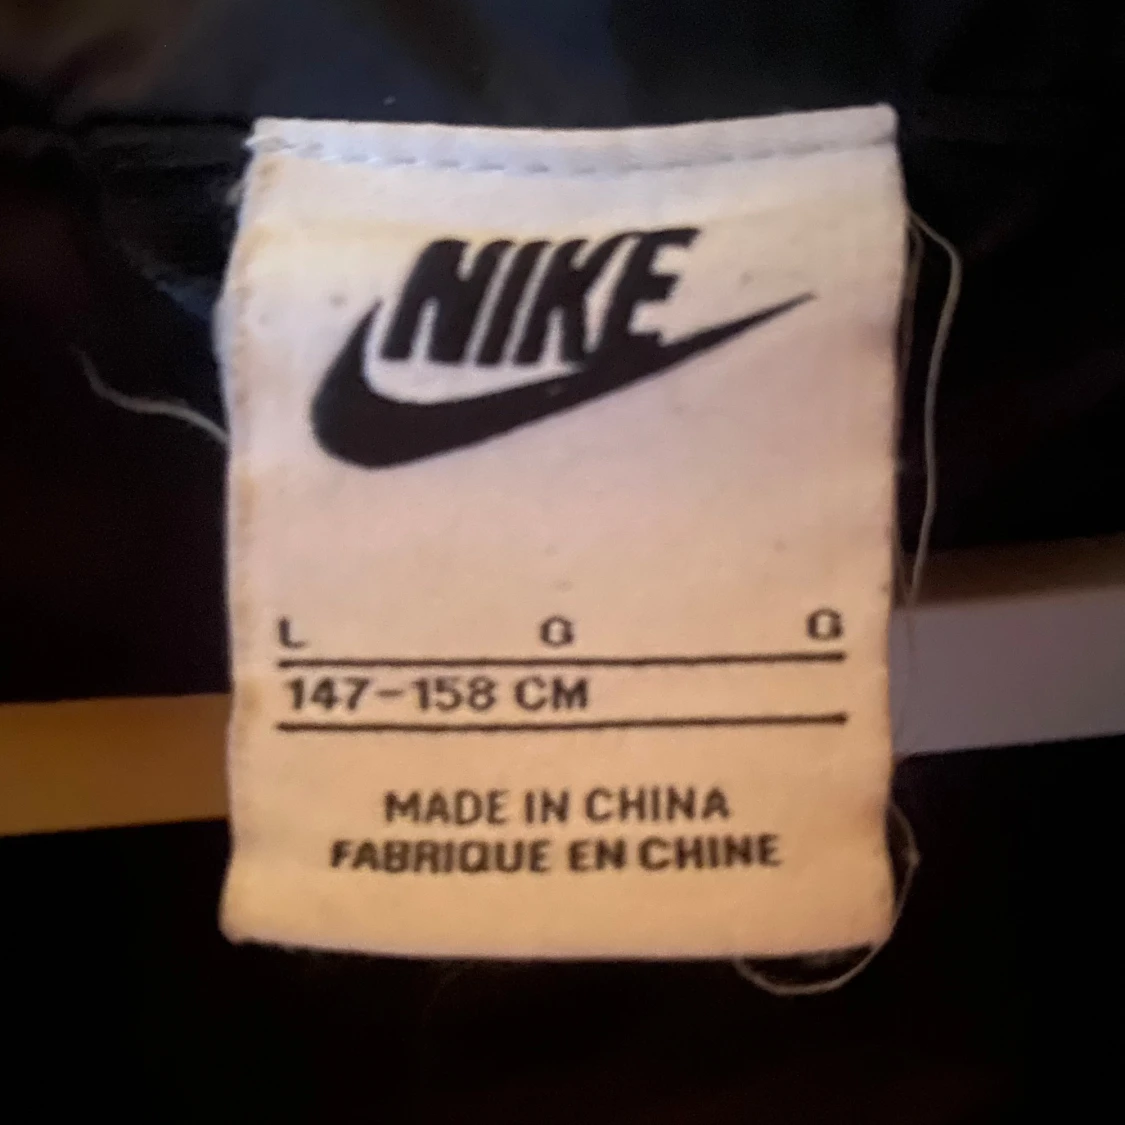 NIKE
L G G
147-158 CM
MADE IN CHINA
FABRIQUE EN CHINE